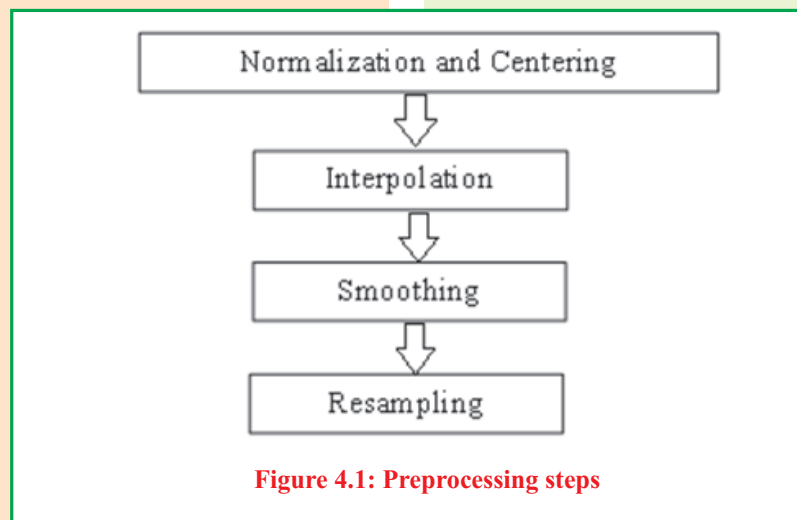 Normalization and Centering
Interpolation
Smoothing
Resampling
Figure 4.1: Preprocessing steps